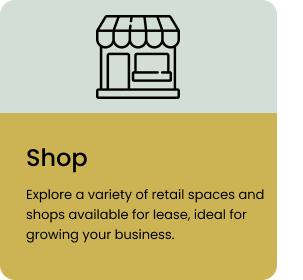 Shop
Explore a variety of retail spaces and
shops available for lease, ideal for
growing your business.